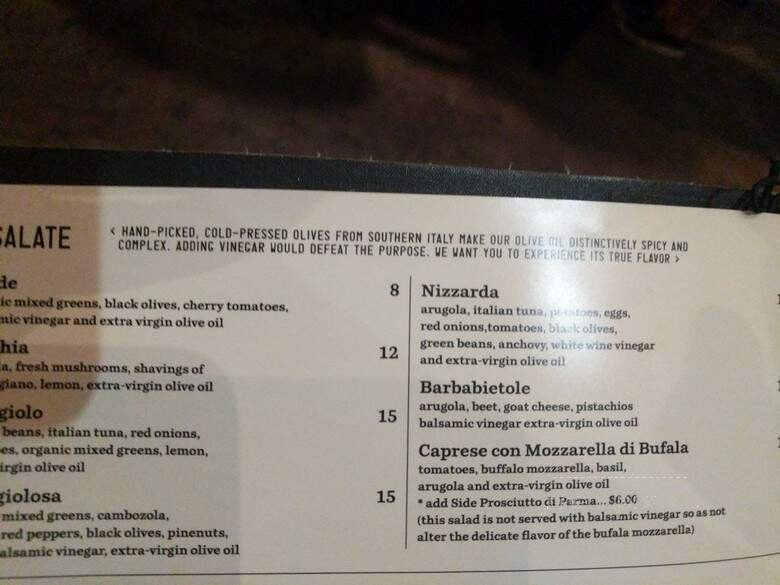 SALATE
< HAND-PICKED, COLD-PRESSED OLIVES FROM SOUTHERN ITALY MAKE OUR OLIVE OIL DISTINCTIVELY SPICY AND
COMPLEX. ADDING VINEGAR WOULD DEFEAT THE PURPOSE. WE WANT YOU TO EXPERIENCE ITS TRUE FLAVOR >
de 8
ic mixed greens, black olives, cherry tomatoes,
nic vinegar and extra virgin olive oil
hia 12
a, fresh mushrooms, shavings of
giano, lemon, extra-virgin olive oil
giolo 15
beans, italian tuna, red onions,
es, organic mixed greens, lemon,
irgin olive oil
giolosa 15
mixed greens, cambozola,
red peppers, black olives, pinenuts,
alsamic vinegar, extra-virgin olive oil
Nizzarda
arugola, italian tuna, potatoes, eggs,
red onions,tomatoes, black olives,
green beans, anchovy, white wine vinegar
and extra-virgin olive oil
Barbabietole
arugola, beet, goat cheese, pistachios
balsamic vinegar extra-virgin olive oil
Caprese con Mozzarella di Bufala
tomatoes, buffalo mozzarella, basil,
arugola and extra-virgin olive oil
* add Side Prosciutto di Parma... $6.00
(this salad is not served with balsamic vinegar so as not
alter the delicate flavor of the bufala mozzarella)